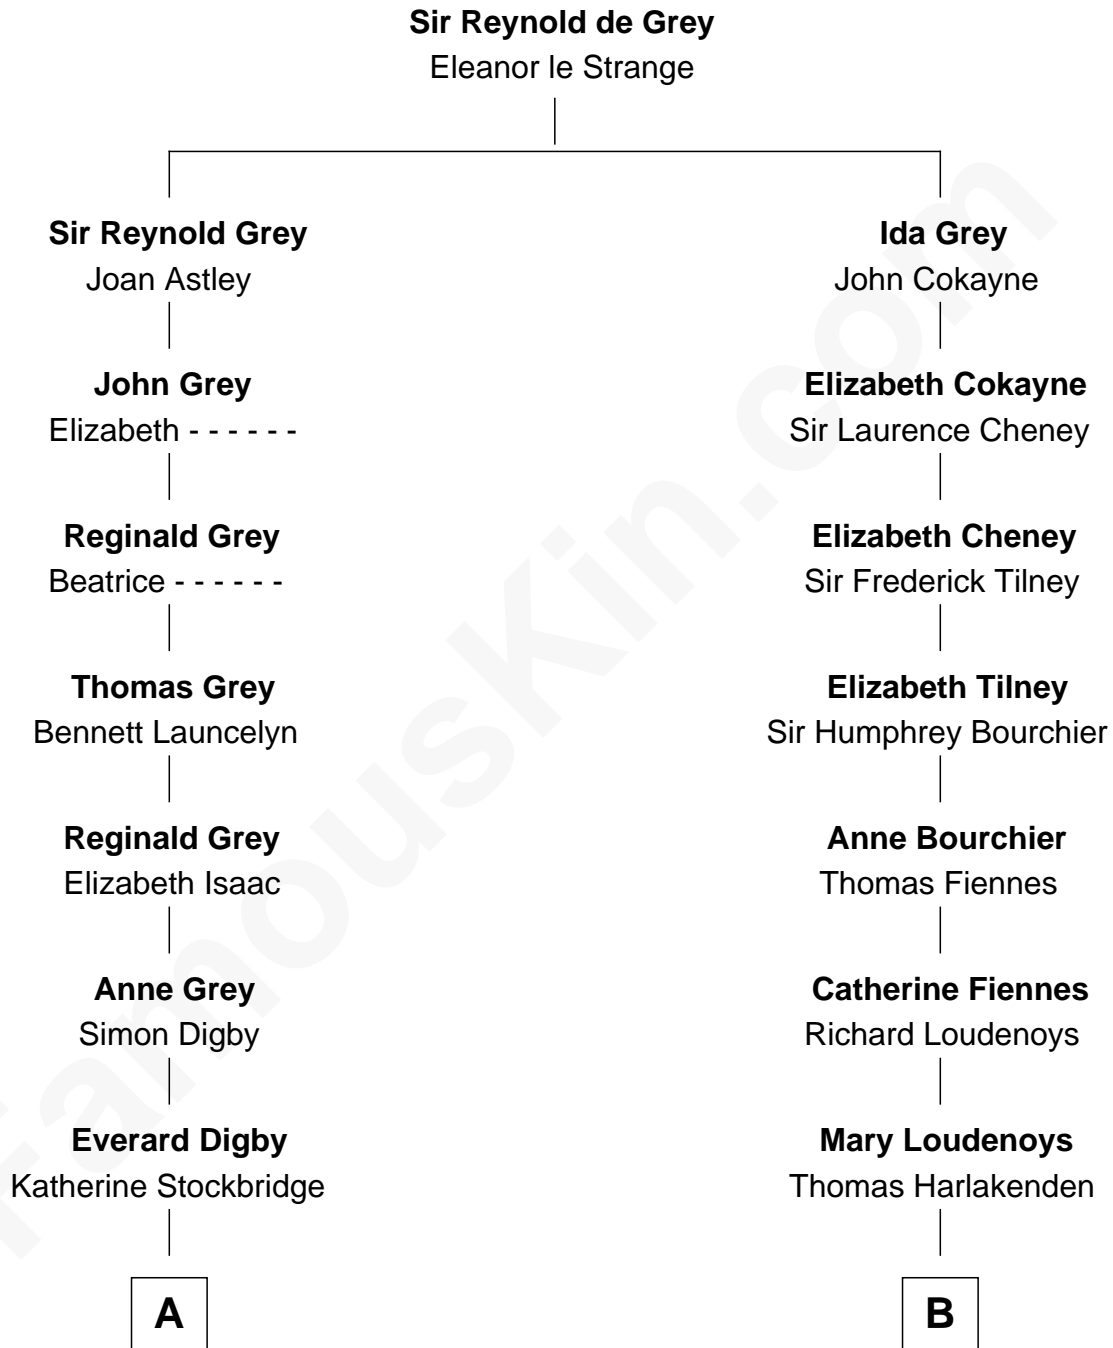 Sir Reynold de Grey
Eleanor le Strange
Sir Reynold Grey
Joan Astley
John Grey
Elizabeth - - - - - -
Reginald Grey
Beatrice - - - - - -
Thomas Grey
Bennett Launcelyn
Reginald Grey
Elizabeth Isaac
Anne Grey
Simon Digby
Everard Digby
Katherine Stockbridge
A
Ida Grey
John Cokayne
Elizabeth Cokayne
Sir Laurence Cheney
Elizabeth Cheney
Sir Frederick Tilney
Elizabeth Tilney
Sir Humphrey Bourchier
Anne Bourchier
Thomas Fiennes
Catherine Fiennes
Richard Loudenoys
Mary Loudenoys
Thomas Harlakenden
B
FamousKin.com